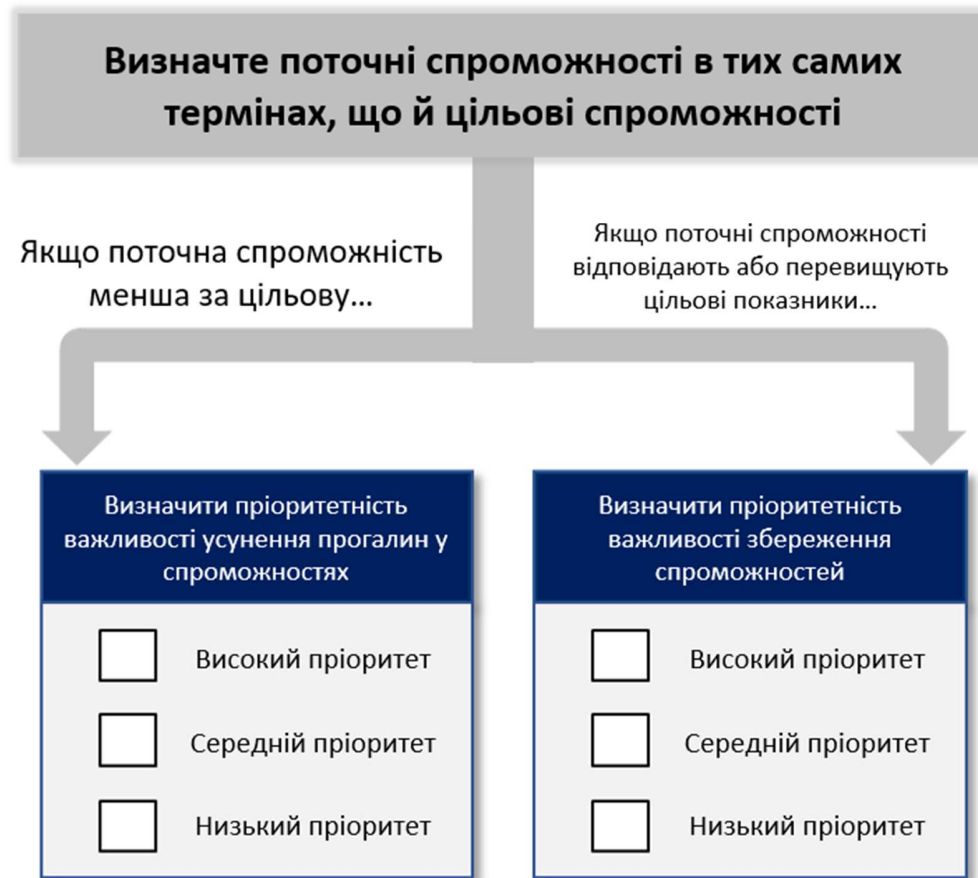 Визначте поточні спроможності в тих самих
термінах, що й цільові спроможності
Якщо поточна спроможність
менша за цільову...
Якщо поточні спроможності
відповідають або перевищують
цільові показники...
Визначити пріоритетність
важливості усунення прогалин у
спроможностях
Високий пріоритет
Середній пріоритет
Низький пріоритет
Визначити пріоритетність
важливості збереження
спроможностей
Високий пріоритет
Середній пріоритет
Низький пріоритет